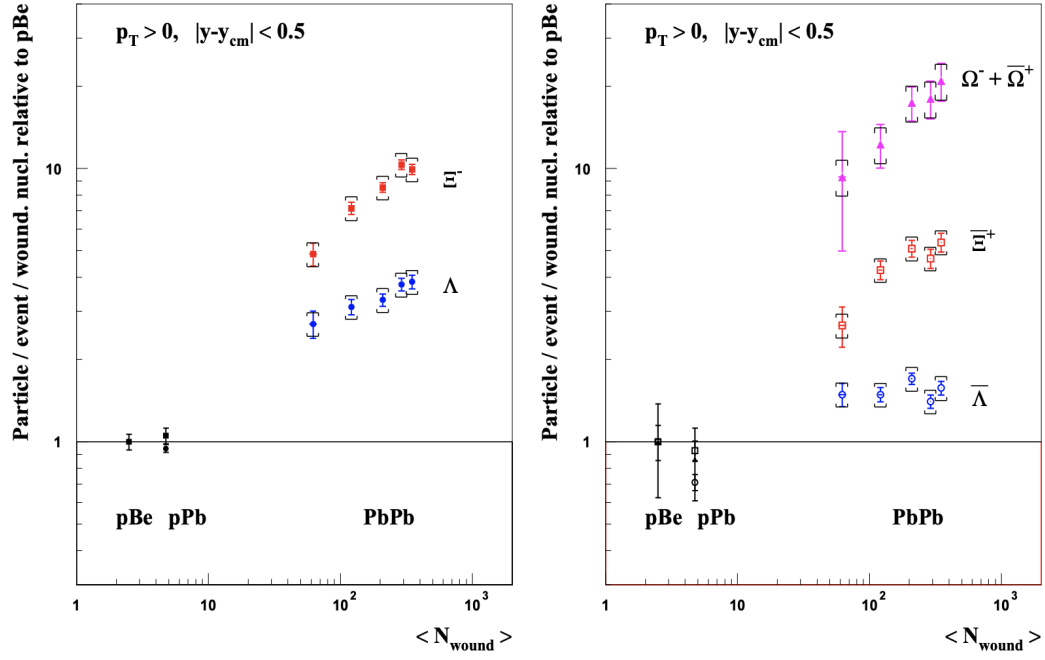 Particle / event / wound. nucl. relative to pBe
p_T > 0, |y-y_cm| < 0.5
10
1
Ξ⁻
Λ
pBe pPb PbPb
1 10 10² 10³
< N_wound >
Particle / event / wound. nucl. relative to pBe
p_T > 0, |y-y_cm| < 0.5
10
1
Ω⁻ + Ω̅⁺
Ξ̅⁺
Λ̅
pBe pPb PbPb
1 10 10² 10³
< N_wound >